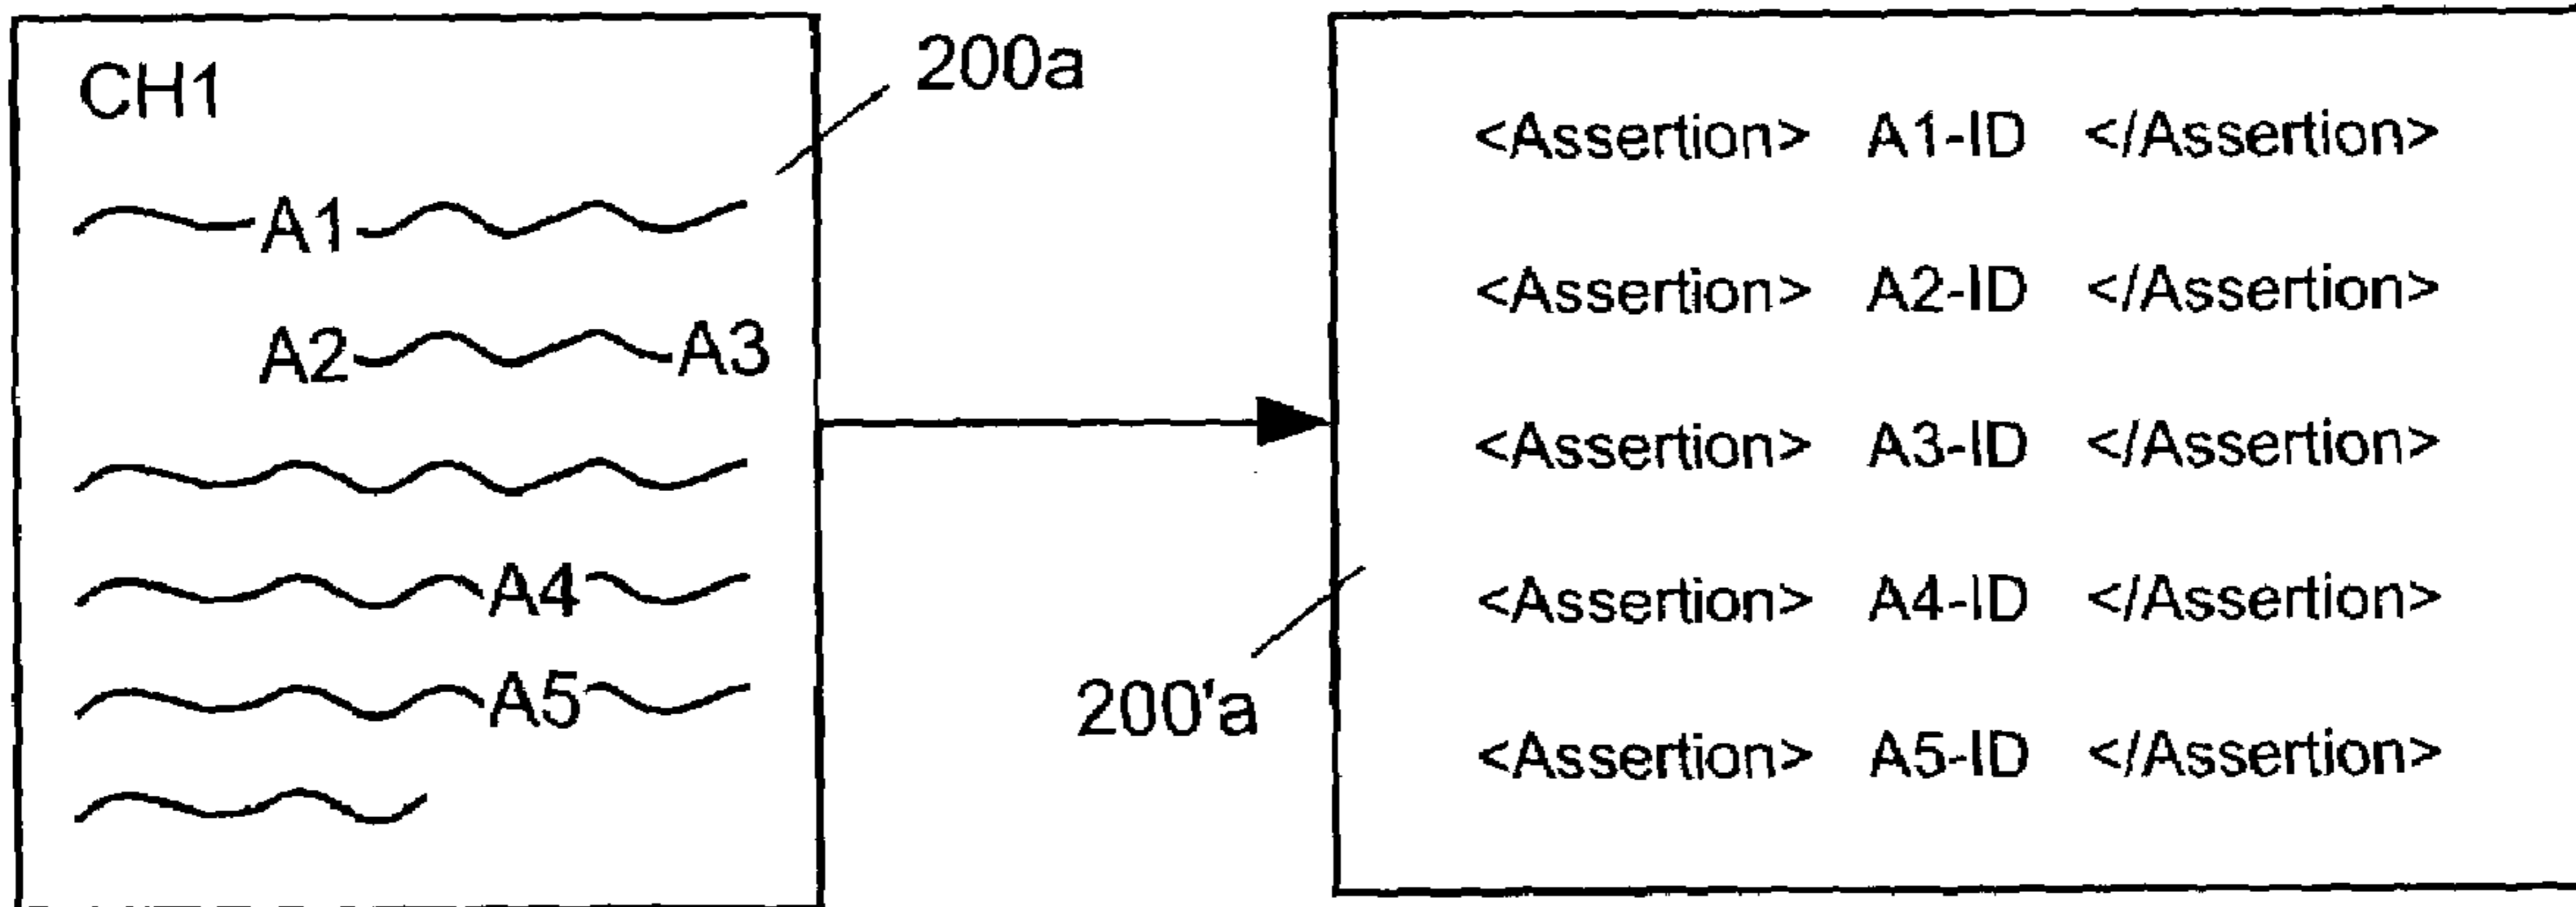 CH1
200a
A1
A2 A3
A4
A5
200'a
<Assertion> A1-ID </Assertion>
<Assertion> A2-ID </Assertion>
<Assertion> A3-ID </Assertion>
<Assertion> A4-ID </Assertion>
<Assertion> A5-ID </Assertion>